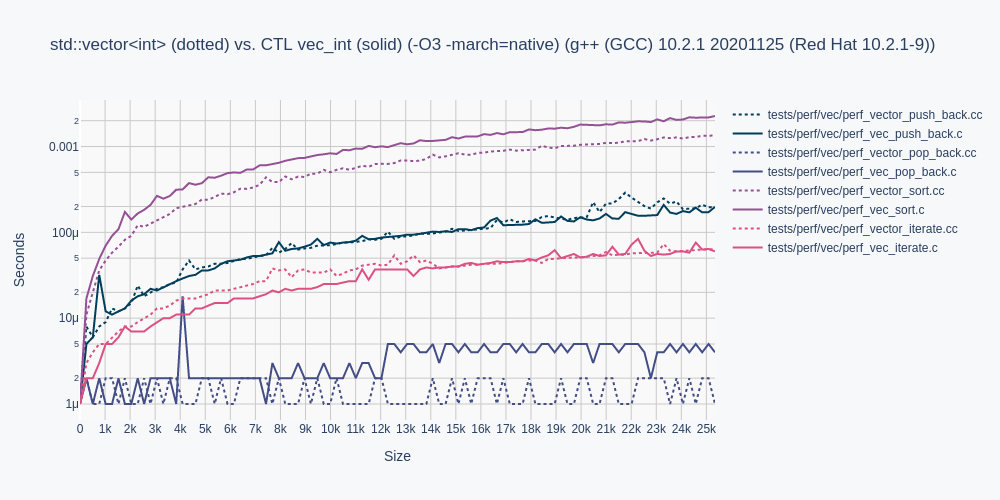 std::vector<int> (dotted) vs. CTL vec_int (solid) (-O3 -march=native) (g++ (GCC) 10.2.1 20201125 (Red Hat 10.2.1-9))
2
0.001
5
2
100μ
5
2
10μ
5
2
1μ
Seconds
0 1k 2k 3k 4k 5k 6k 7k 8k 9k 10k 11k 12k 13k 14k 15k 16k 17k 18k 19k 20k 21k 22k 23k 24k 25k
Size
tests/perf/vec/perf_vector_push_back.cc
tests/perf/vec/perf_vec_push_back.c
tests/perf/vec/perf_vector_pop_back.cc
tests/perf/vec/perf_vec_pop_back.c
tests/perf/vec/perf_vector_sort.cc
tests/perf/vec/perf_vec_sort.c
tests/perf/vec/perf_vector_iterate.cc
tests/perf/vec/perf_vec_iterate.c